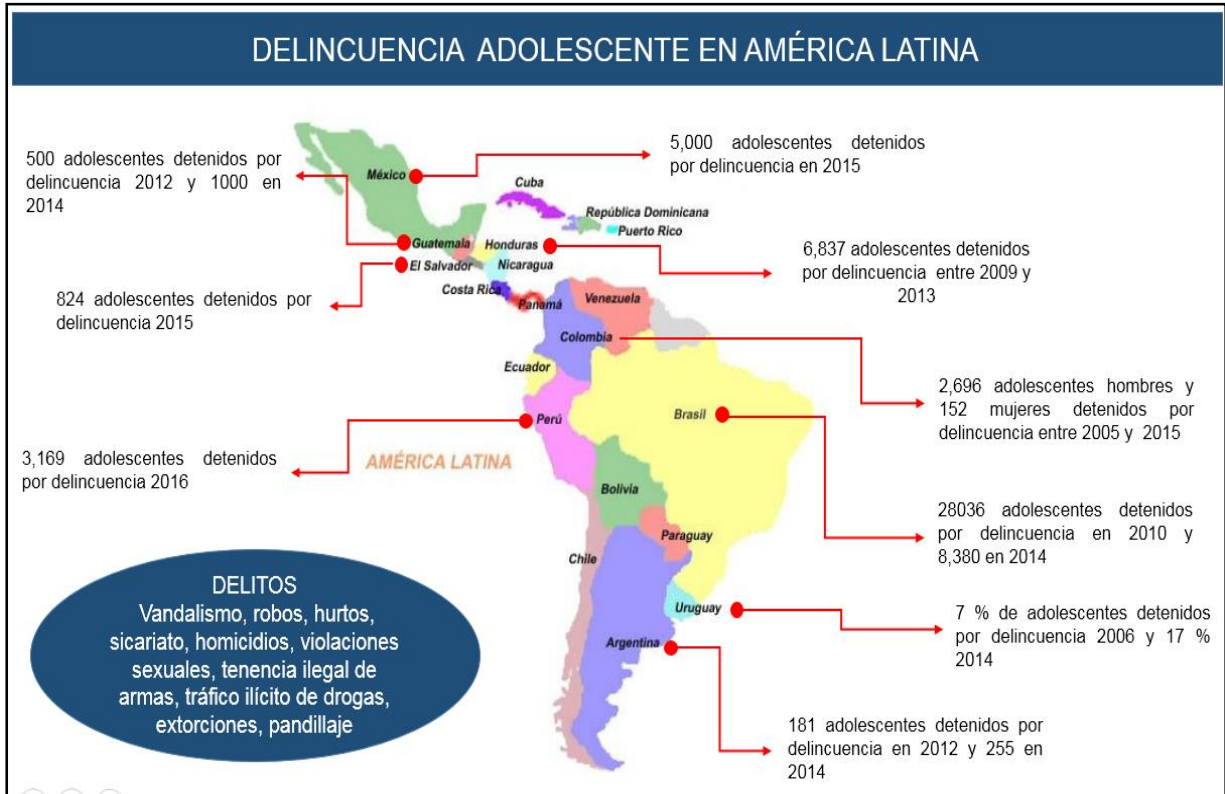 DELINCUENCIA ADOLESCENTE EN AMÉRICA LATINA
500 adolescentes detenidos por
delincuencia 2012 y 1000 en
2014
5,000 adolescentes detenidos
por delincuencia en 2015
México
Cuba
República Dominicana
Puerto Rico
Guatemala
Honduras
El Salvador
Nicaragua
6,837 adolescentes detenidos
por delincuencia entre 2009 y
2013
824 adolescentes detenidos por
delincuencia 2015
Costa Rica
Panamá
Venezuela
Colombia
Ecuador
2,696 adolescentes hombres y
152 mujeres detenidos por
delincuencia entre 2005 y 2015
Perú
Brasil
3,169 adolescentes detenidos
por delincuencia 2016
AMÉRICA LATINA
Bolivia
28036 adolescentes detenidos
por delincuencia en 2010 y
8,380 en 2014
Paraguay
Chile
DELITOS
Vandalismo, robos, hurtos,
sicariato, homicidios, violaciones
sexuales, tenencia ilegal de
armas, tráfico ilícito de drogas,
extorciones, pandillaje
Uruguay
7 % de adolescentes detenidos
por delincuencia 2006 y 17 %
2014
Argentina
181 adolescentes detenidos por
delincuencia en 2012 y 255 en
2014